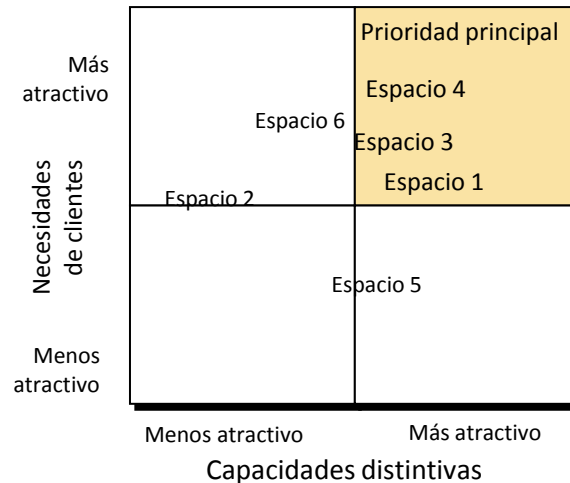 Prioridad principal
Más
atractivo
Espacio 4
Espacio 6
Espacio 3
Espacio 1
Espacio 2
Necesidades
de clientes
Espacio 5
Menos
atractivo
Menos atractivo
Más atractivo
Capacidades distintivas